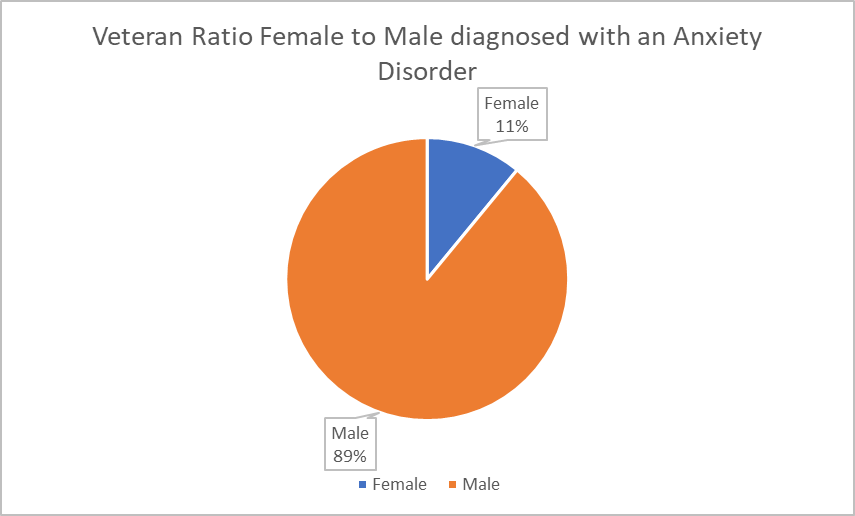 Veteran Ratio Female to Male diagnosed with an Anxiety
Disorder
Female
11%
Male
89%
Female Male